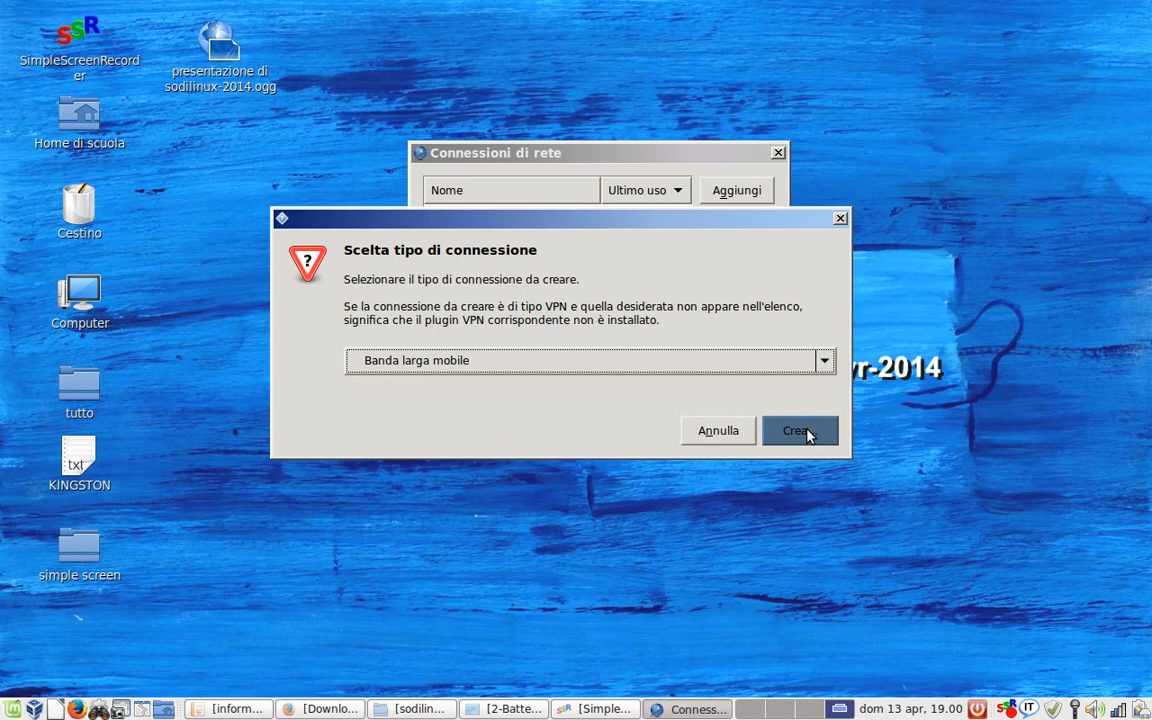 SSR
SimpleScreenRecord
er
presentazione di
sodilinux-2014.ogg
Home di scuola
Cestino
Computer
tutto
txt
KINGSTON
simple screen
Connessioni di rete
Nome
Ultimo uso
Aggiungi
Scelta tipo di connessione
Selezionare il tipo di connessione da creare.
Se la connessione da creare è di tipo VPN e quella desiderata non appare nell'elenco,
significa che il plugin VPN corrispondente non è installato.
Banda larga mobile
Annulla
Crea...
-2014
[inform...
[Downlo...
[sodilin...
[2-Batte...
[Simple...
Conness...
IT
dom 13 apr, 19.00